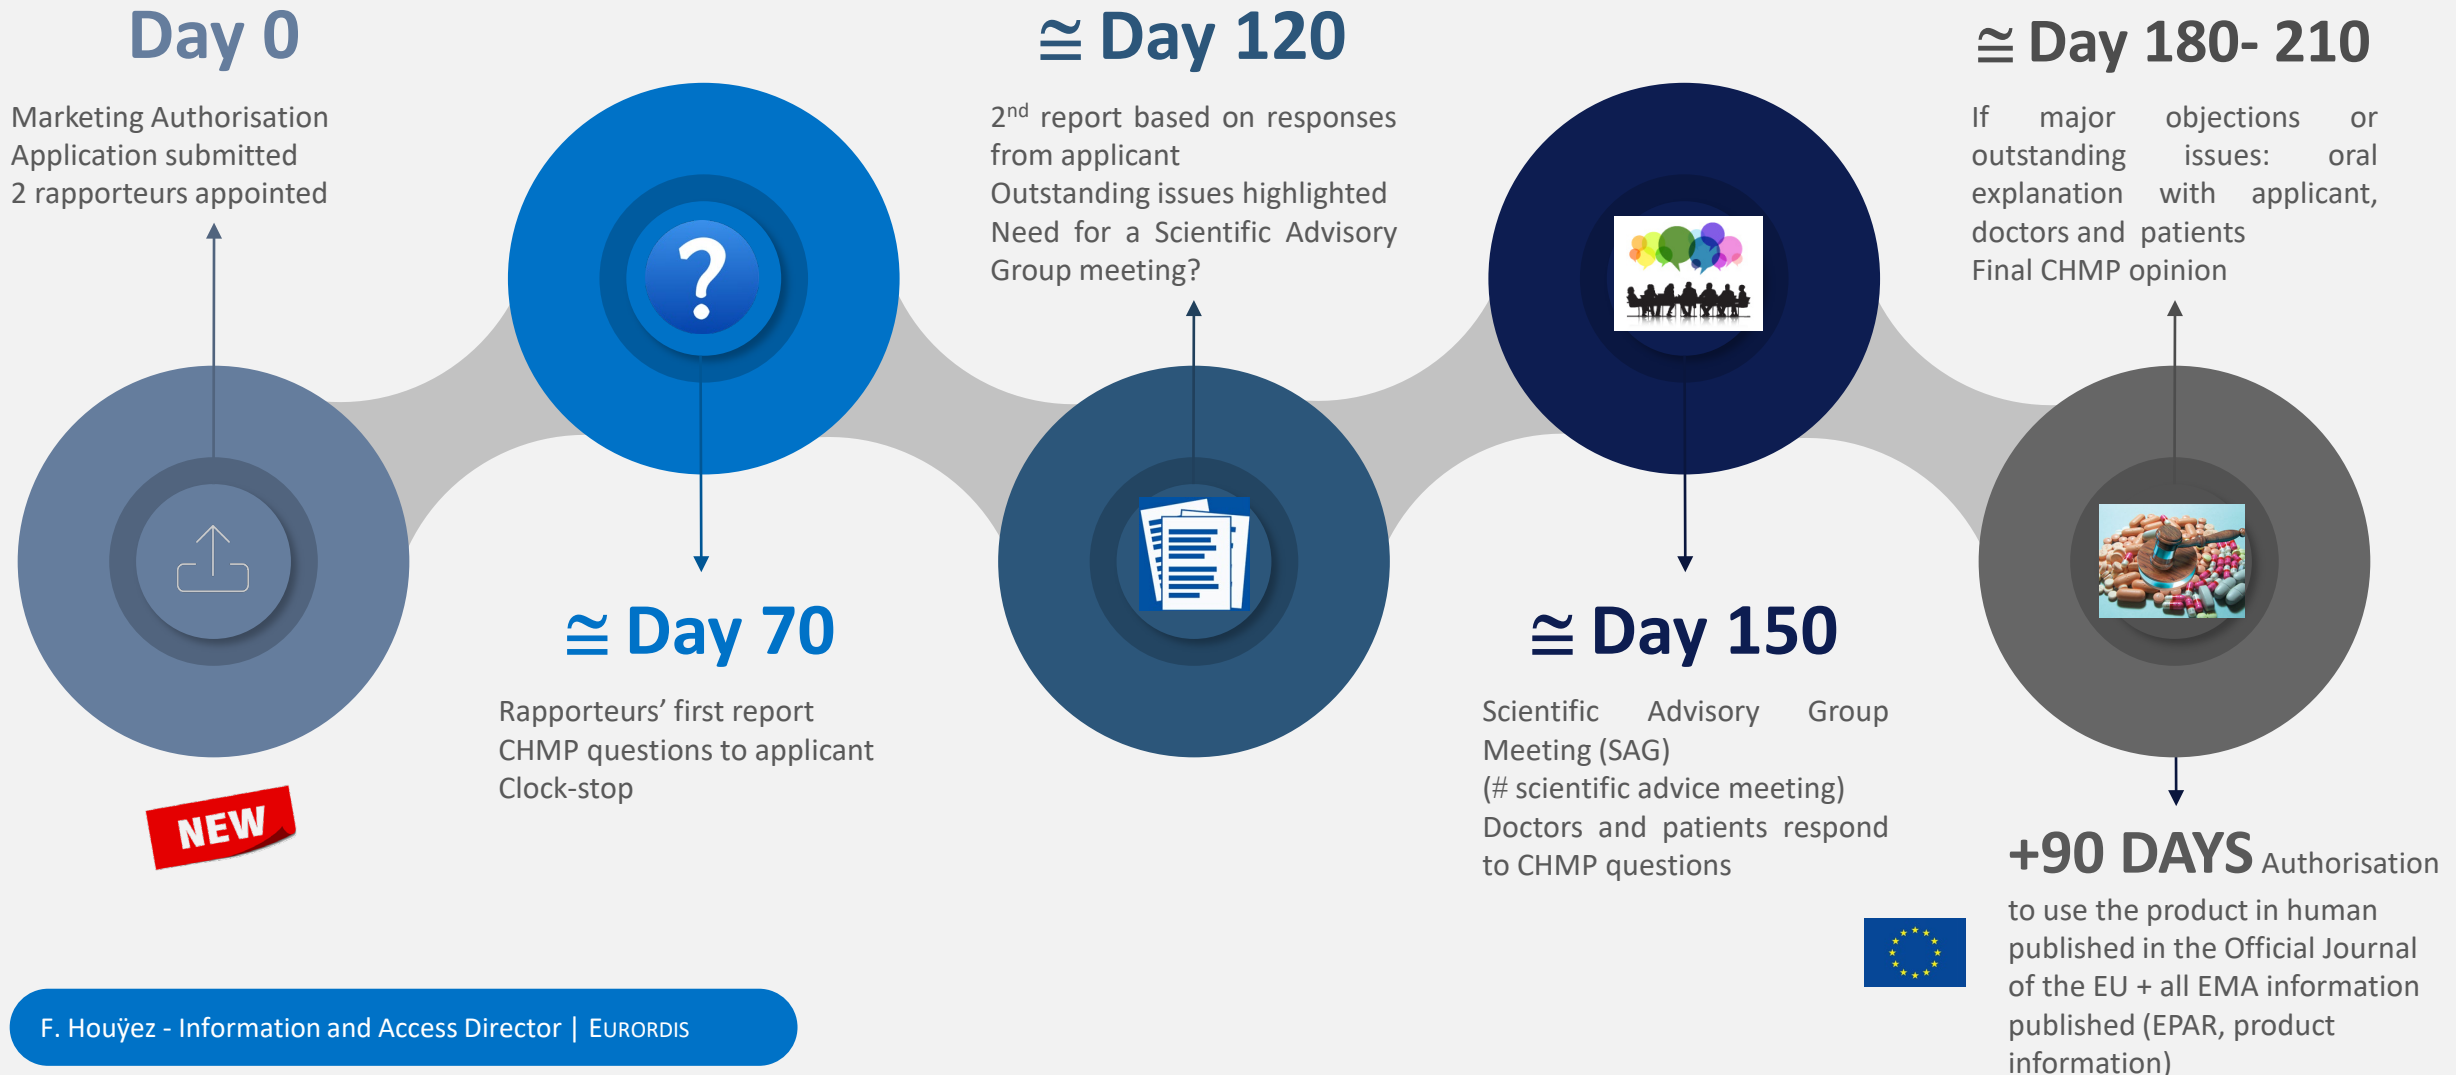 Day 0
Marketing Authorisation
Application submitted
2 rapporteurs appointed
NEW
?
≅ Day 70
Rapporteurs’ first report
CHMP questions to applicant
Clock-stop
≅ Day 120
2nd report based on responses
from applicant
Outstanding issues highlighted
Need for a Scientific Advisory
Group meeting?
≅ Day 150
Scientific Advisory Group
Meeting (SAG)
(# scientific advice meeting)
Doctors and patients respond
to CHMP questions
≅ Day 180- 210
If major objections or
outstanding issues: oral
explanation with applicant,
doctors and patients
Final CHMP opinion
+90 DAYS Authorisation
to use the product in human
published in the Official Journal
of the EU + all EMA information
published (EPAR, product
information)
F. Houÿez - Information and Access Director | EURORDIS